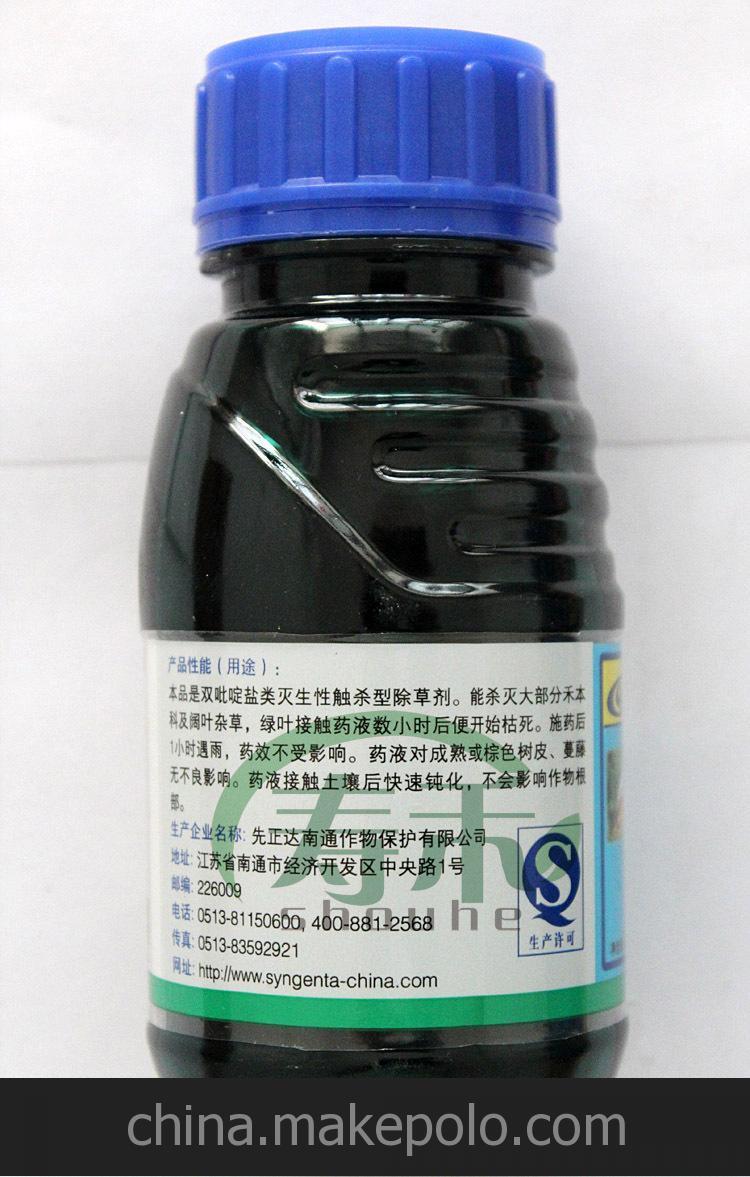 产品性能（用途）：
本品是双吡啶盐类灭生性触杀型除草剂。能杀灭大部分禾本
科及阔叶杂草，绿叶接触药液数小时后便开始枯死。施药后
1小时遇雨，药效不受影响。药液对成熟或棕色树皮、蔓藤
无不良影响。药液接触土壤后快速钝化，不会影响作物根
部。
生产企业名称：先正达南通作物保护有限公司
地址：江苏省南通市经济开发区中央路1号
邮编：226009
电话：0513-81150600, 400-881-2568
传真：0513-83592921
网址：http://www.syngenta-china.com
生产许可
寿禾
shouhe
china.makepolo.com